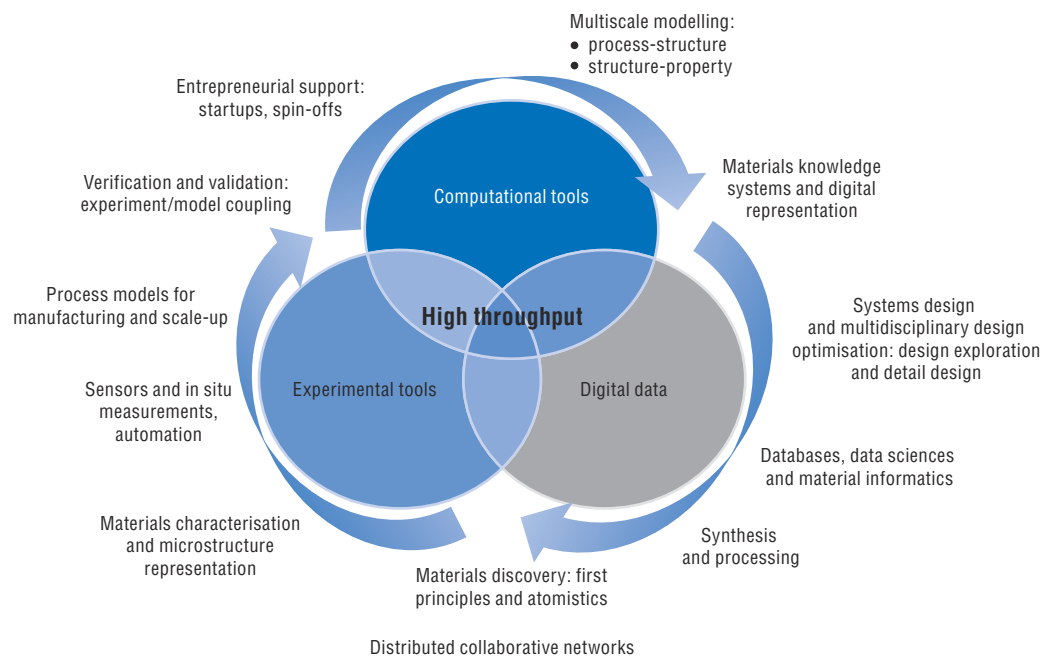 Multiscale modelling:
• process-structure
• structure-property
Entrepreneurial support:
startups, spin-offs
Verification and validation:
experiment/model coupling
Computational tools
Materials knowledge
systems and digital
representation
Process models for
manufacturing and scale-up
High throughput
Systems design
and multidisciplinary design
optimisation: design exploration
and detail design
Sensors and in situ
measurements,
automation
Experimental tools
Digital data
Databases, data sciences
and material informatics
Materials characterisation
and microstructure
representation
Synthesis
and processing
Materials discovery: first
principles and atomistics
Distributed collaborative networks